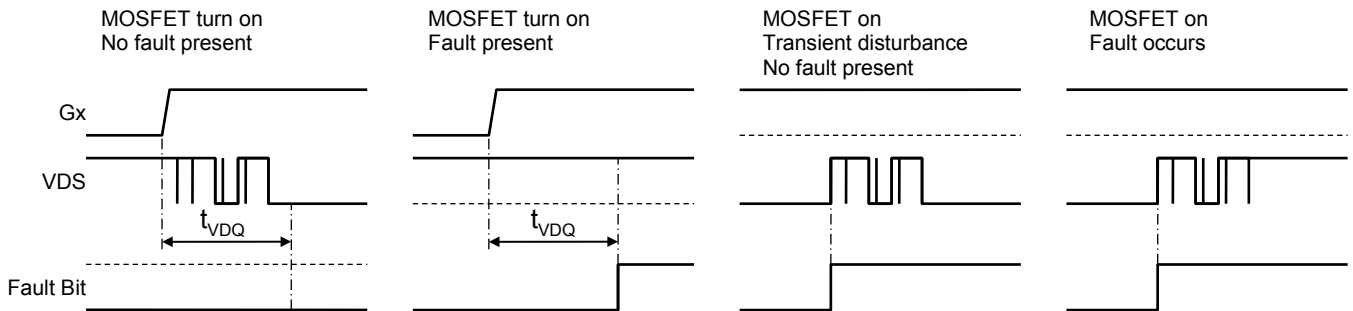 MOSFET turn on
No fault present
MOSFET turn on
Fault present
MOSFET on
Transient disturbance
No fault present
MOSFET on
Fault occurs
Gx
VDS
tVDQ
tVDQ
Fault Bit